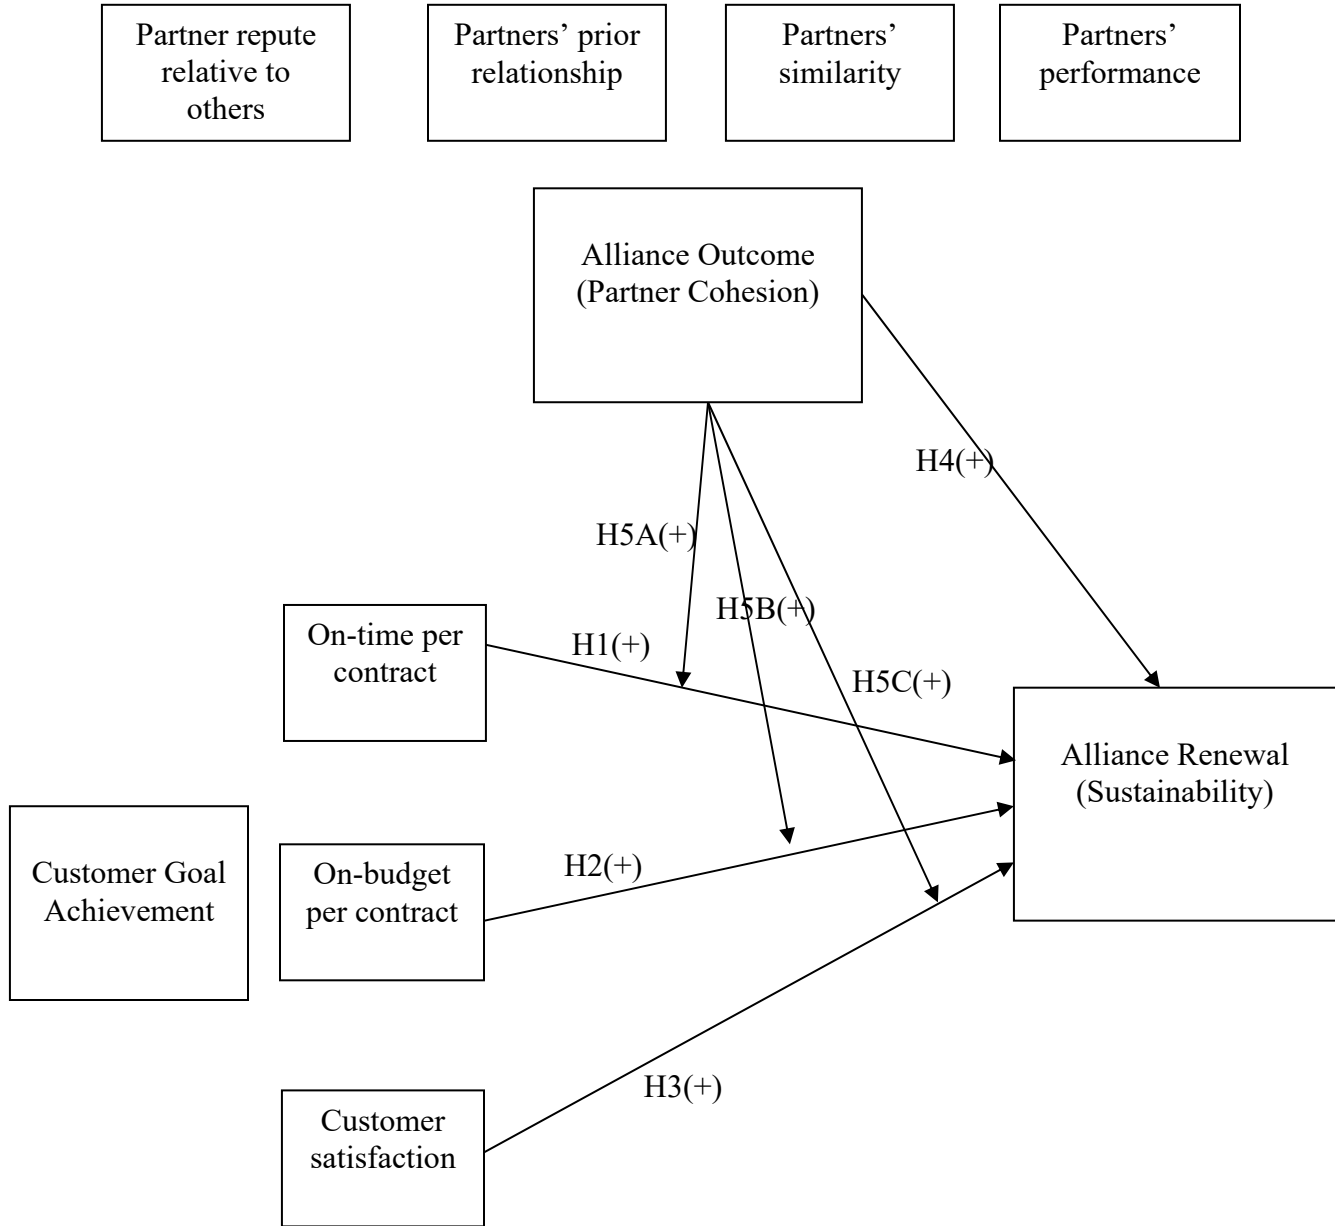 Partner repute
relative to
others
Partners’ prior
relationship
Partners’
similarity
Partners’
performance
Alliance Outcome
(Partner Cohesion)
H4(+)
H5A(+)
H5B(+)
H5C(+)
On-time per
contract
H1(+)
Alliance Renewal
(Sustainability)
Customer Goal
Achievement
On-budget
per contract
H2(+)
Customer
satisfaction
H3(+)